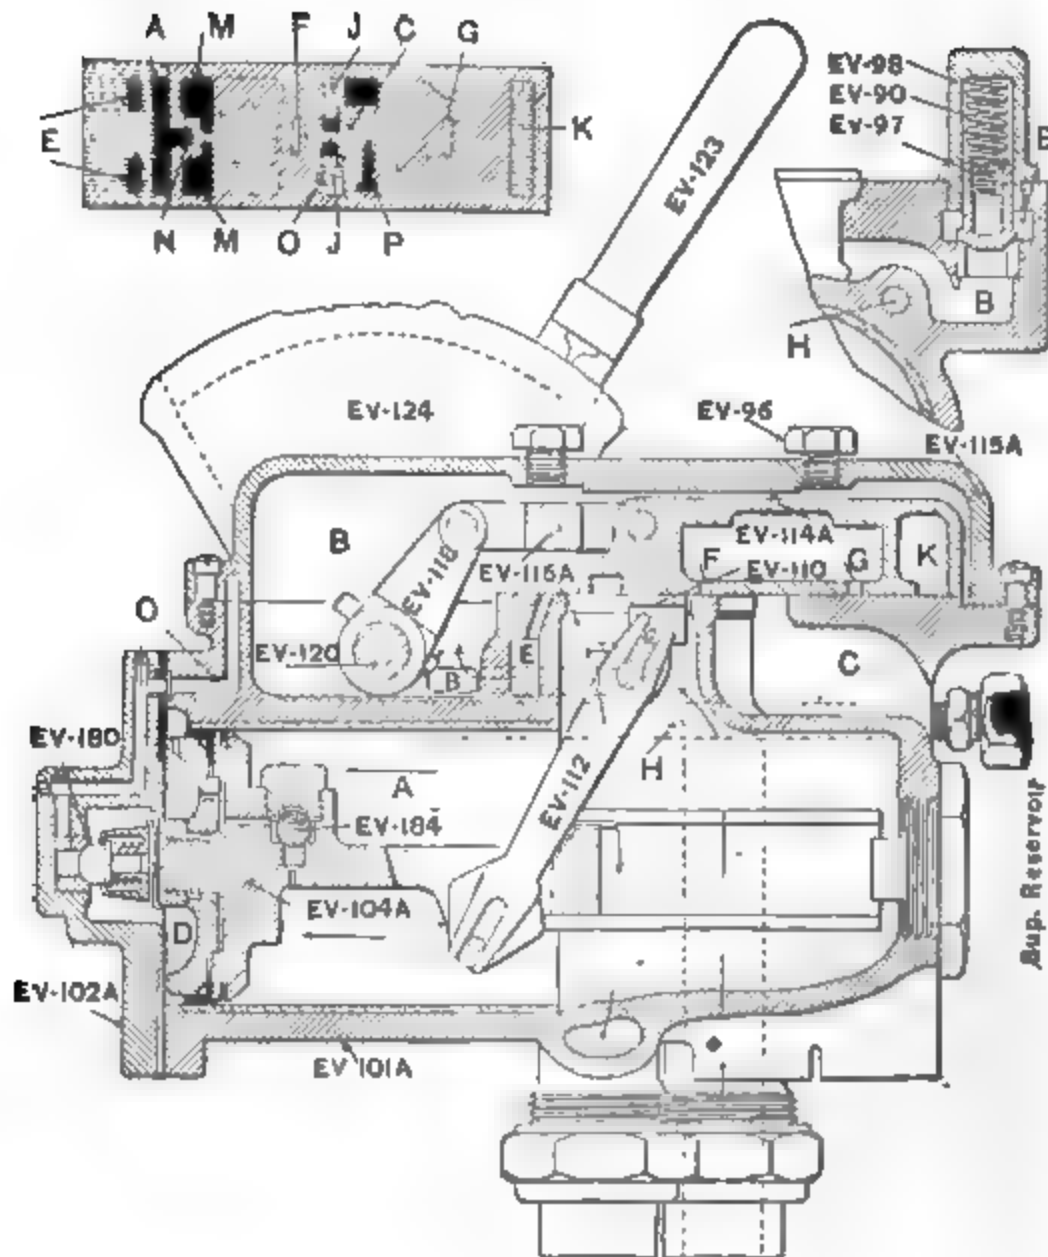 A M F J C G
E K
N M O J P
EV-98
EV-90
EV-97
B
H
EV-123
EV-124
EV-96
EV-115A
B
EV-118
EV-116A
EV-114A
F EV-110 G K
O
EV-120
B
E
C
EV-180
A
EV-112
H
EV-184
EV-104A
D
EV-102A
EV 101A
Sup. Reservoir